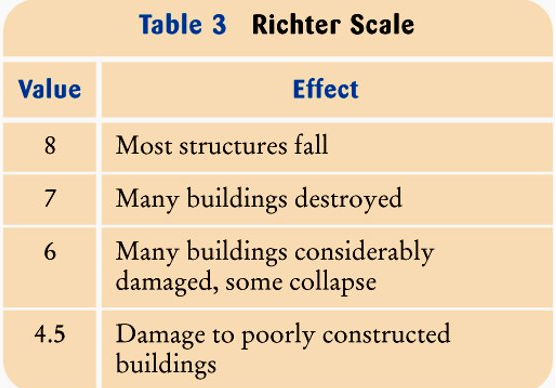 Table 3 Richter Scale
Value Effect
8 Most structures fall
7 Many buildings destroyed
6 Many buildings considerably
damaged, some collapse
4.5 Damage to poorly constructed
buildings